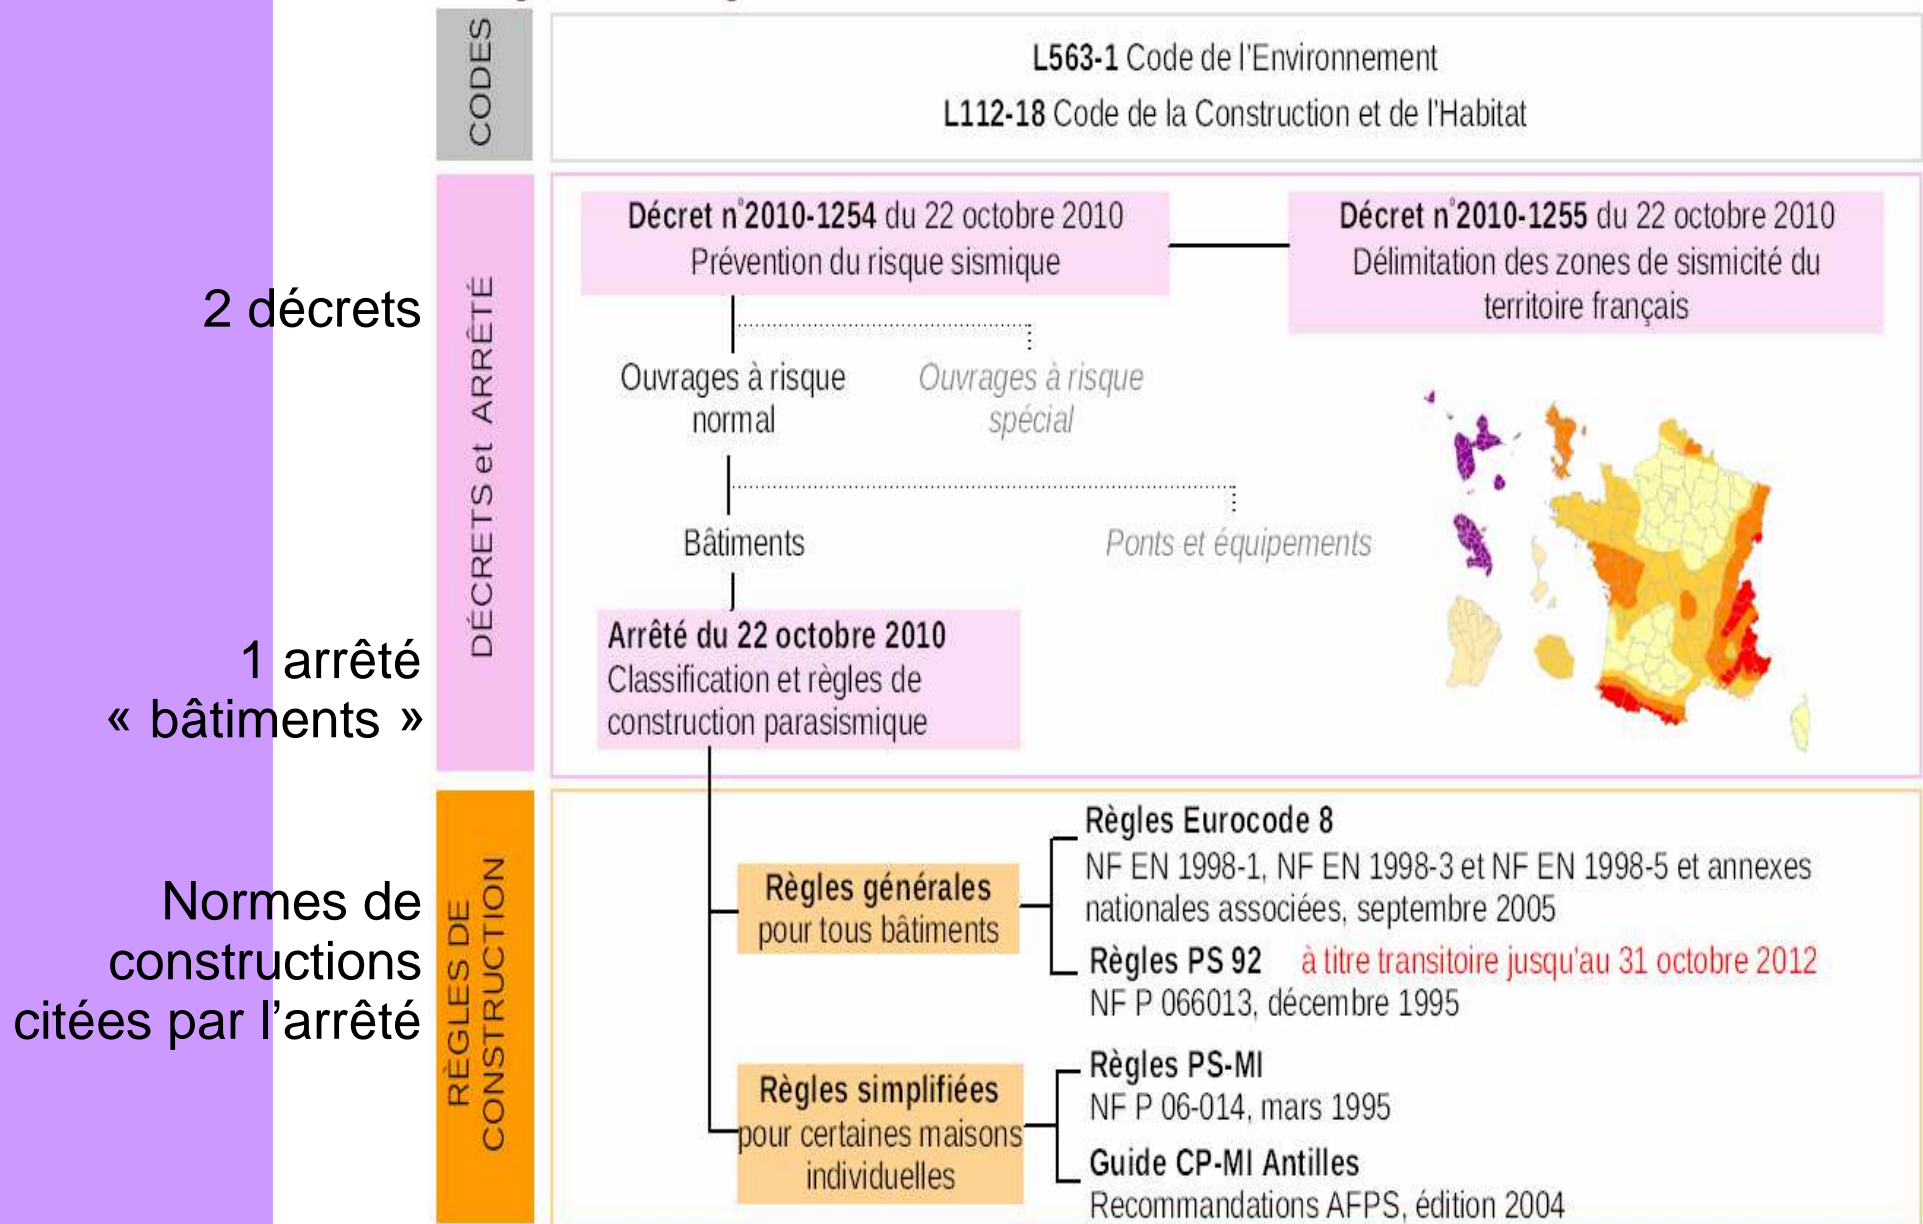 CODES
L563-1 Code de l'Environnement
L112-18 Code de la Construction et de l'Habitat
2 décrets
1 arrêté
« bâtiments »
DÉCRETS et ARRÊTÉ
Décret n°2010-1254 du 22 octobre 2010
Prévention du risque sismique
Décret n°2010-1255 du 22 octobre 2010
Délimitation des zones de sismicité du
territoire français
Ouvrages à risque
normal
Ouvrages à risque
spécial
Bâtiments
Ponts et équipements
Arrêté du 22 octobre 2010
Classification et règles de
construction parasismique
Normes de
constructions
citées par l’arrêté
RÈGLES DE
CONSTRUCTION
Règles générales
pour tous bâtiments
Règles Eurocode 8
NF EN 1998-1, NF EN 1998-3 et NF EN 1998-5 et annexes
nationales associées, septembre 2005
Règles PS 92 à titre transitoire jusqu'au 31 octobre 2012
NF P 066013, décembre 1995
Règles simplifiées
pour certaines maisons
individuelles
Règles PS-MI
NF P 06-014, mars 1995
Guide CP-MI Antilles
Recommandations AFPS, édition 2004